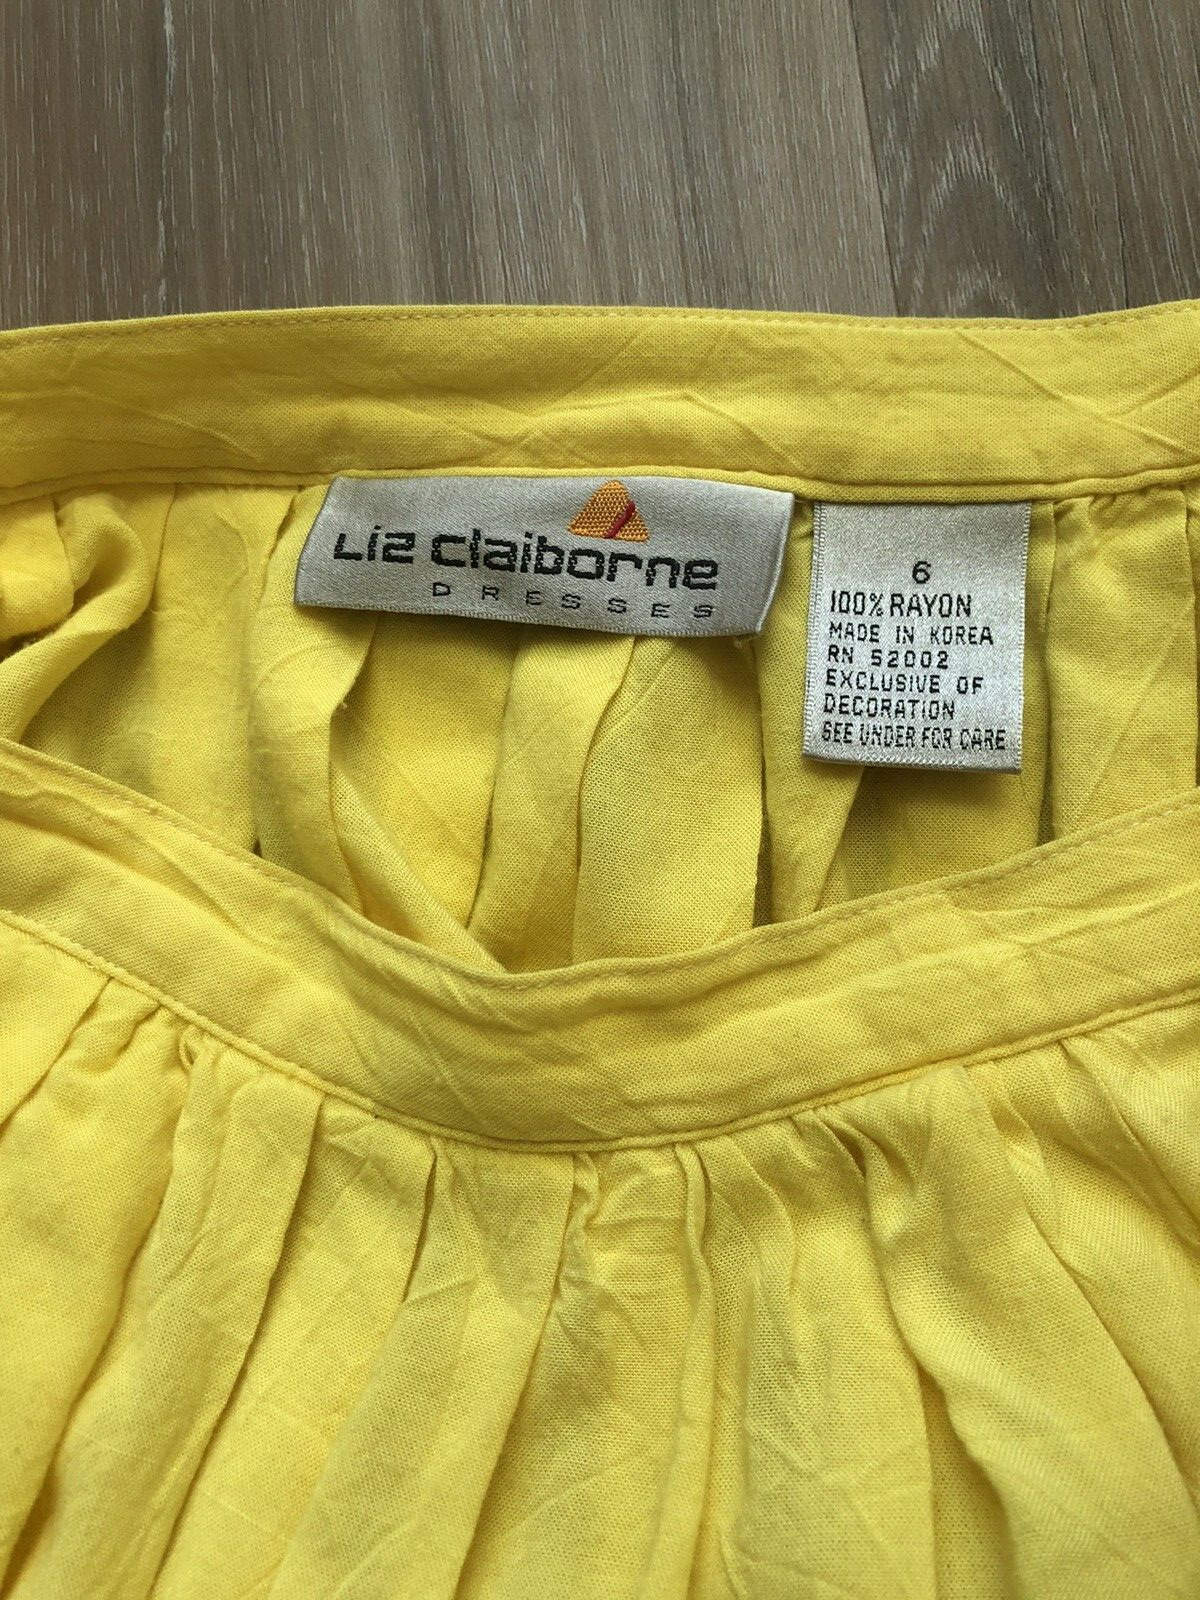 Liz claiborne
DRESSES
6
100% RAYON
MADE IN KOREA
RN 52002
EXCLUSIVE OF
DECORATION
SEE UNDER FOR CARE